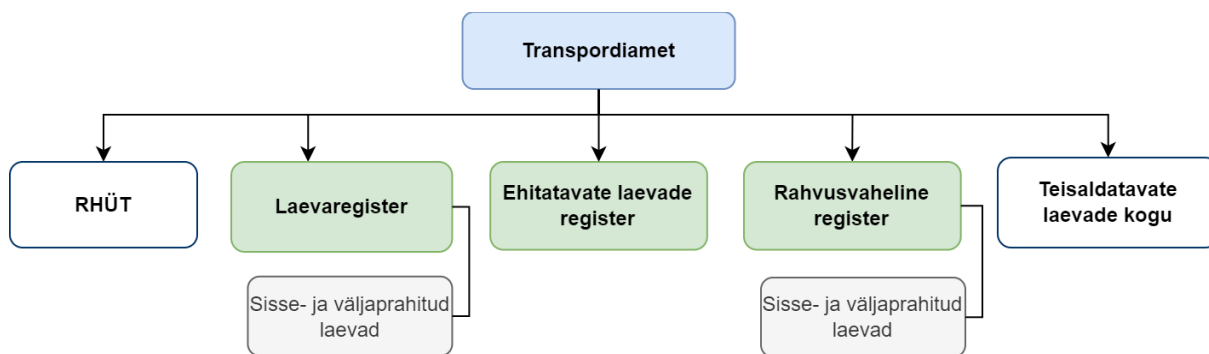 Transpordiamet
RHÜT
Laevaregister
Ehitatavate laevade
register
Rahvusvaheline
register
Teisaldatavate
laevade kogu
Sisse- ja väljaprahitud
laevad
Sisse- ja väljaprahitud
laevad